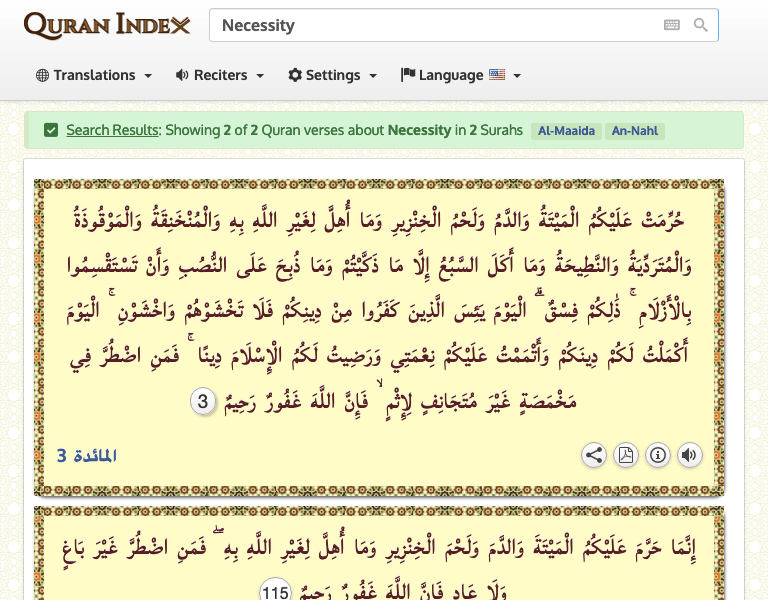 QURAN INDEX
Necessity
Translations Reciters Settings Language
Search Results: Showing 2 of 2 Quran verses about Necessity in 2 Surahs Al-Maaida An-Nahl
حُرِّمَتْ عَلَيْكُمُ الْمَيْتَةُ وَالدَّمُ وَلَحْمُ الْخِنْزِيرِ وَمَا أُهِلَّ لِغَيْرِ اللَّهِ بِهِ وَالْمُنْخَنِقَةُ وَالْمَوْقُوذَةُ
وَالْمُتَرَدِّيَةُ وَالنَّطِيحَةُ وَمَا أَكَلَ السَّبُعُ إِلَّا مَا ذَكَّيْتُمْ وَمَا ذُبِحَ عَلَى النُّصُبِ وَأَنْ تَسْتَقْسِمُوا
بِالْأَزْلَامِ ۚ ذَٰلِكُمْ فِسْقٌ ۗ الْيَوْمَ يَئِسَ الَّذِينَ كَفَرُوا مِنْ دِينِكُمْ فَلَا تَخْشَوْهُمْ وَاخْشَوْنِ ۚ الْيَوْمَ
أَكْمَلْتُ لَكُمْ دِينَكُمْ وَأَتْمَمْتُ عَلَيْكُمْ نِعْمَتِي وَرَضِيتُ لَكُمُ الْإِسْلَامَ دِينًا ۚ فَمَنِ اضْطُرَّ فِي
مَخْمَصَةٍ غَيْرَ مُتَجَانِفٍ لِإِثْمٍ ۙ فَإِنَّ اللَّهَ غَفُورٌ رَحِيمٌ 3
المائدة 3
إِنَّمَا حَرَّمَ عَلَيْكُمُ الْمَيْتَةَ وَالدَّمَ وَلَحْمَ الْخِنْزِيرِ وَمَا أُهِلَّ لِغَيْرِ اللَّهِ بِهِ ۖ فَمَنِ اضْطُرَّ غَيْرَ بَاغٍ
وَلَا عَادٍ فَإِنَّ اللَّهَ غَفُورٌ رَحِيمٌ 115